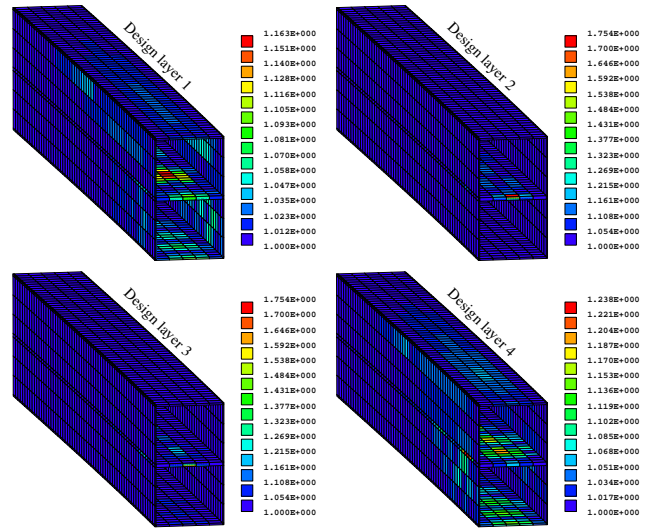 Design layer 1
1.163E+000
1.151E+000
1.140E+000
1.128E+000
1.116E+000
1.105E+000
1.093E+000
1.081E+000
1.070E+000
1.058E+000
1.047E+000
1.035E+000
1.023E+000
1.012E+000
1.000E+000
Design layer 2
1.754E+000
1.700E+000
1.646E+000
1.592E+000
1.538E+000
1.484E+000
1.431E+000
1.377E+000
1.323E+000
1.269E+000
1.215E+000
1.161E+000
1.108E+000
1.054E+000
1.000E+000
Design layer 3
1.754E+000
1.700E+000
1.646E+000
1.592E+000
1.538E+000
1.484E+000
1.431E+000
1.377E+000
1.323E+000
1.269E+000
1.215E+000
1.161E+000
1.108E+000
1.054E+000
1.000E+000
Design layer 4
1.238E+000
1.221E+000
1.204E+000
1.187E+000
1.170E+000
1.153E+000
1.136E+000
1.119E+000
1.102E+000
1.085E+000
1.068E+000
1.051E+000
1.034E+000
1.017E+000
1.000E+000